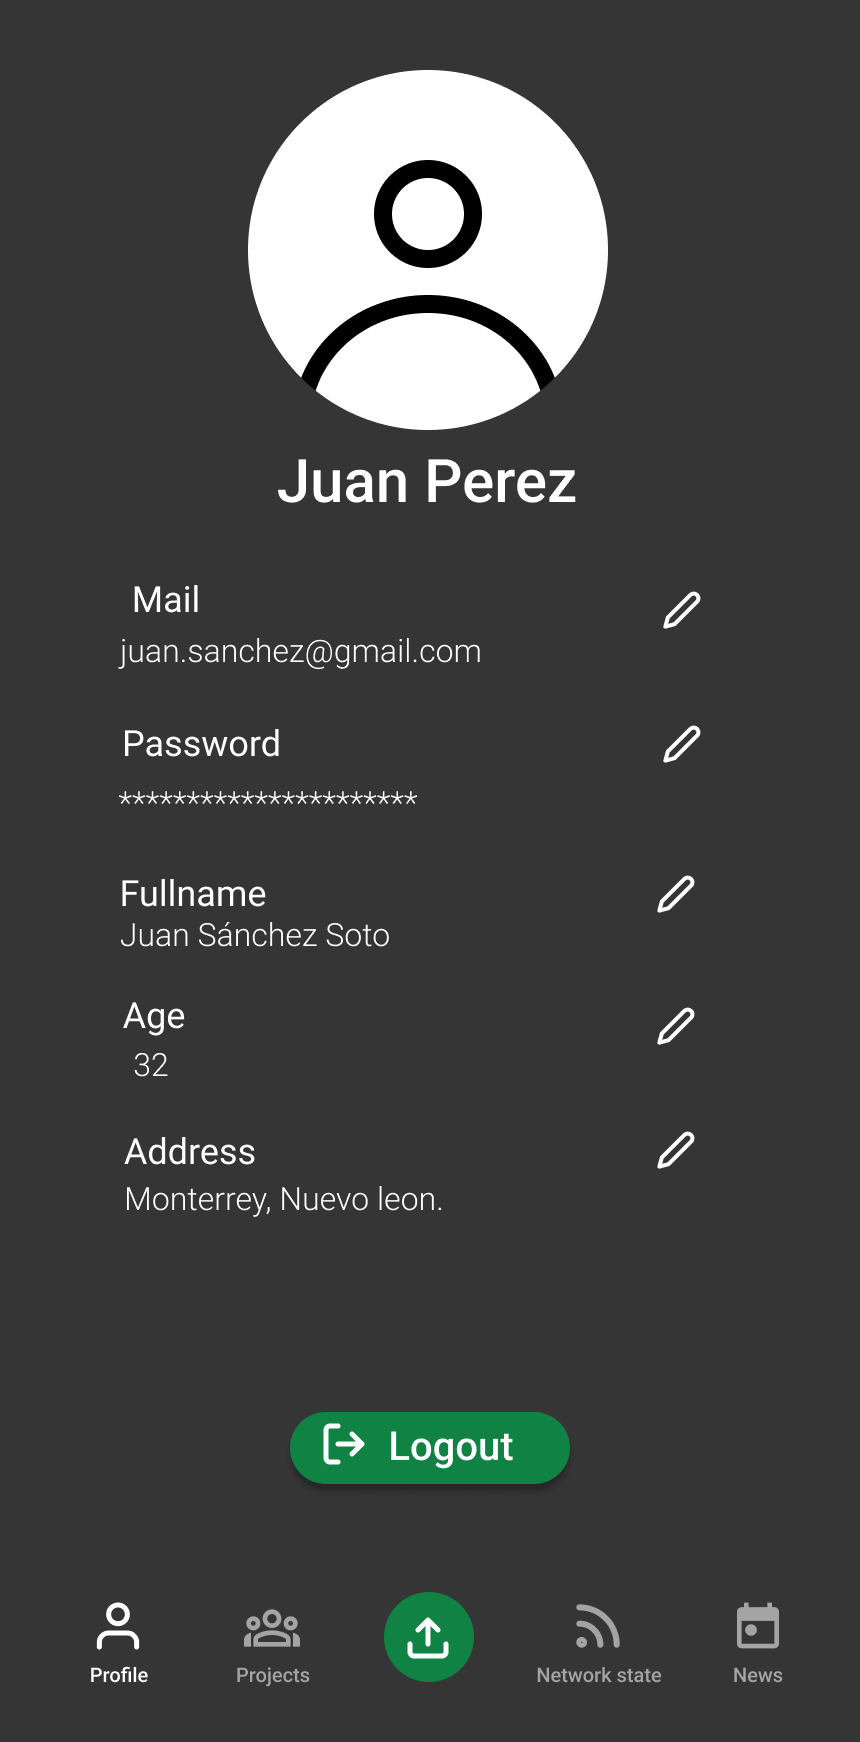 Juan Perez
Mail
juan.sanchez@gmail.com
Password
**********************
Fullname
Juan Sánchez Soto
Age
32
Address
Monterrey, Nuevo leon.
Logout
Profile
Projects
Network state
News